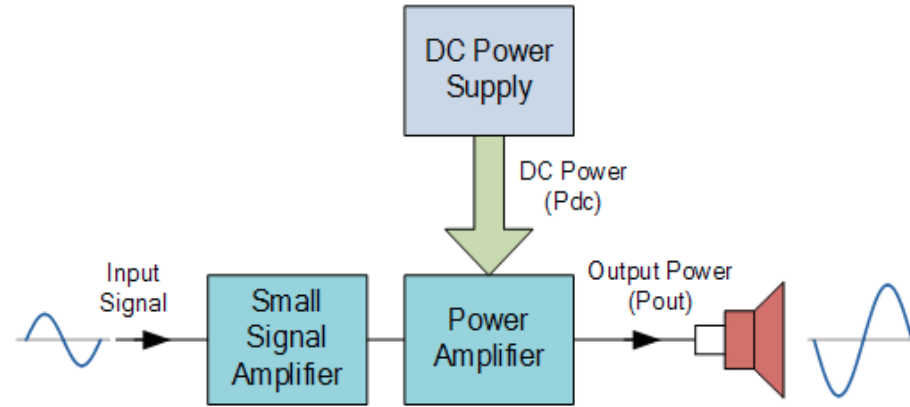 DC Power
Supply
DC Power
(Pdc)
Input
Signal
Small
Signal
Amplifier
Power
Amplifier
Output Power
(Pout)